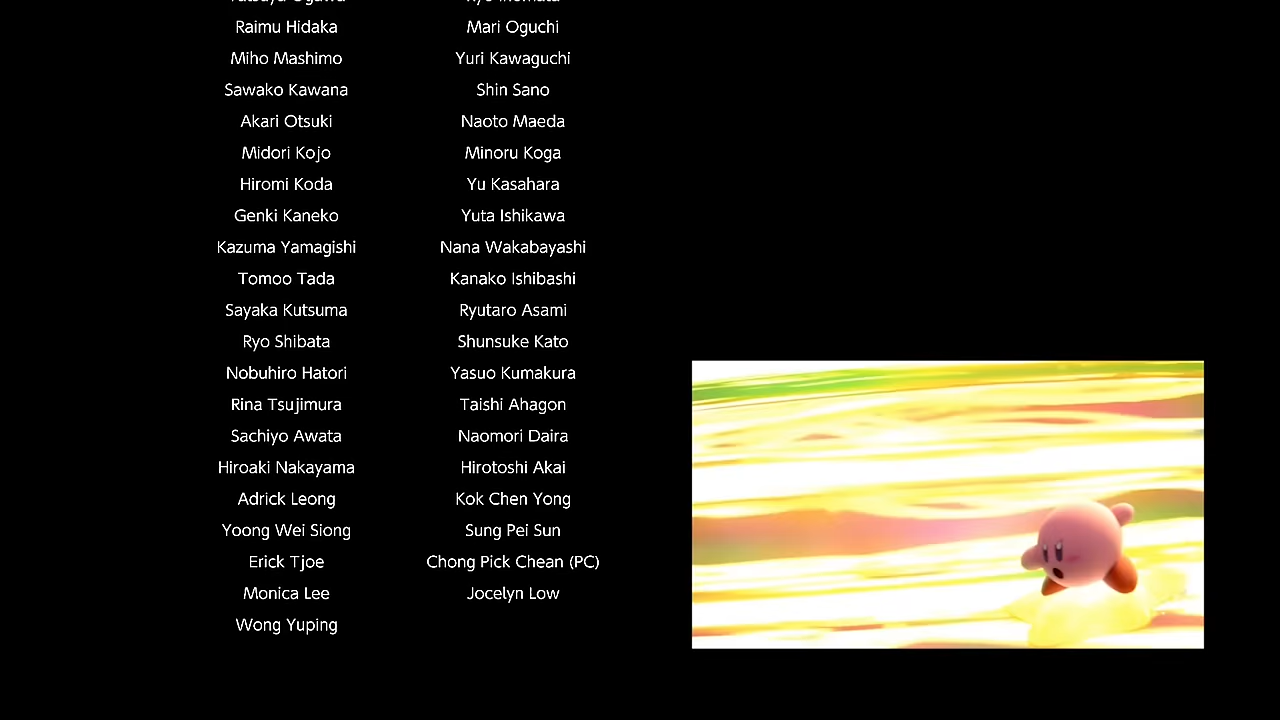 Raimu Hidaka Mari Oguchi
Miho Mashimo Yuri Kawaguchi
Sawako Kawana Shin Sano
Akari Otsuki Naoto Maeda
Midori Kojo Minoru Koga
Hiromi Koda Yu Kasahara
Genki Kaneko Yuta Ishikawa
Kazuma Yamagishi Nana Wakabayashi
Tomoo Tada Kanako Ishibashi
Sayaka Kutsuma Ryutaro Asami
Ryo Shibata Shunsuke Kato
Nobuhiro Hatori Yasuo Kumakura
Rina Tsujimura Taishi Ahagon
Sachiyo Awata Naomori Daira
Hiroaki Nakayama Hirotoshi Akai
Adrick Leong Kok Chen Yong
Yoong Wei Siong Sung Pei Sun
Erick Tjoe Chong Pick Chean (PC)
Monica Lee Jocelyn Low
Wong Yuping